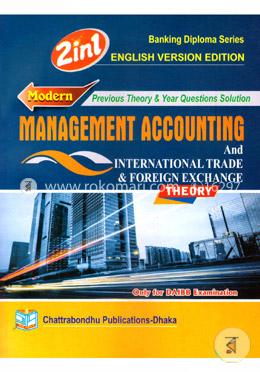 2in1
Banking Diploma Series
ENGLISH VERSION EDITION
Modern
Previous Theory & Year Questions Solution
MANAGEMENT ACCOUNTING
And
INTERNATIONAL TRADE
& FOREIGN EXCHANGE
THEORY
Only for DAIBB Examination
Chattrabondhu Publications-Dhaka